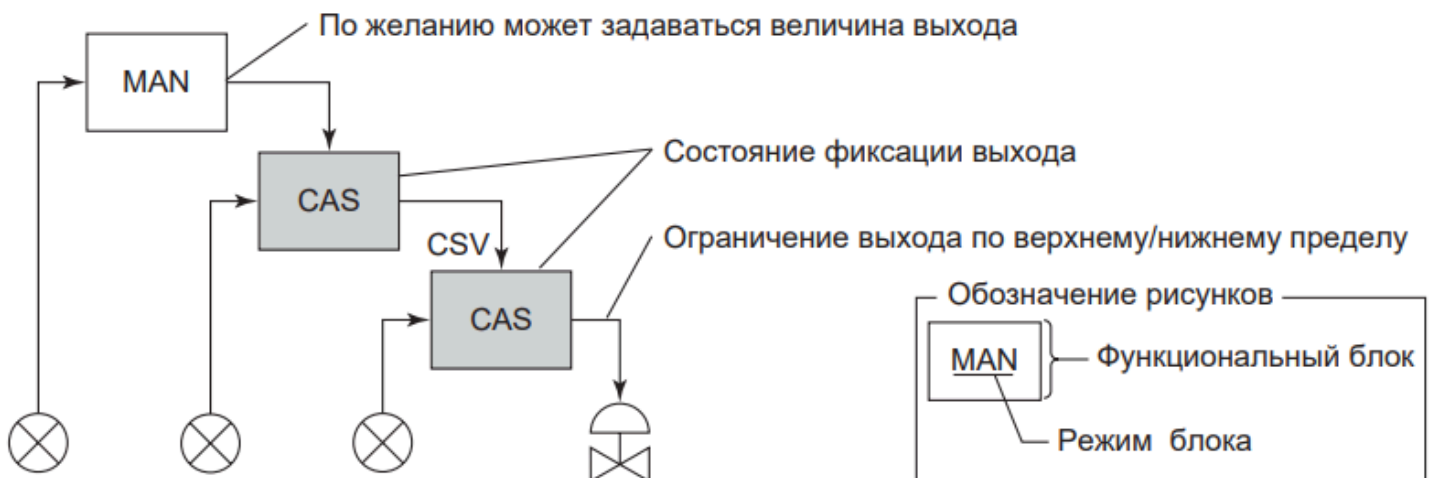 По желанию может задаваться величина выхода
MAN
Состояние фиксации выхода
CAS
CSV
Ограничение выхода по верхнему/нижнему пределу
CAS
Обозначение рисунков
MAN
Функциональный блок
Режим блока